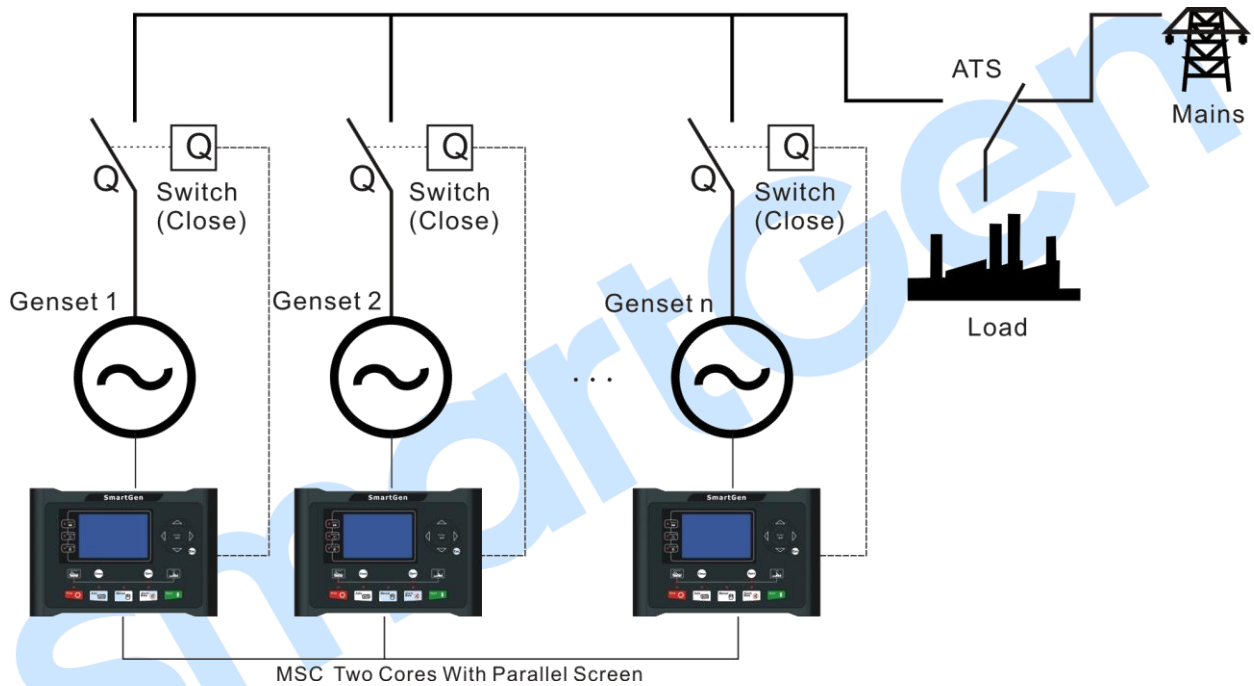 ATS
Mains
Q
Q
Switch
(Close)
Q
Q
Switch
(Close)
Q
Q
Switch
(Close)
Load
Genset 1
Genset 2
Genset n
. . .
SmartGen
SmartGen
SmartGen
MSC Two Cores With Parallel Screen
SmartGen